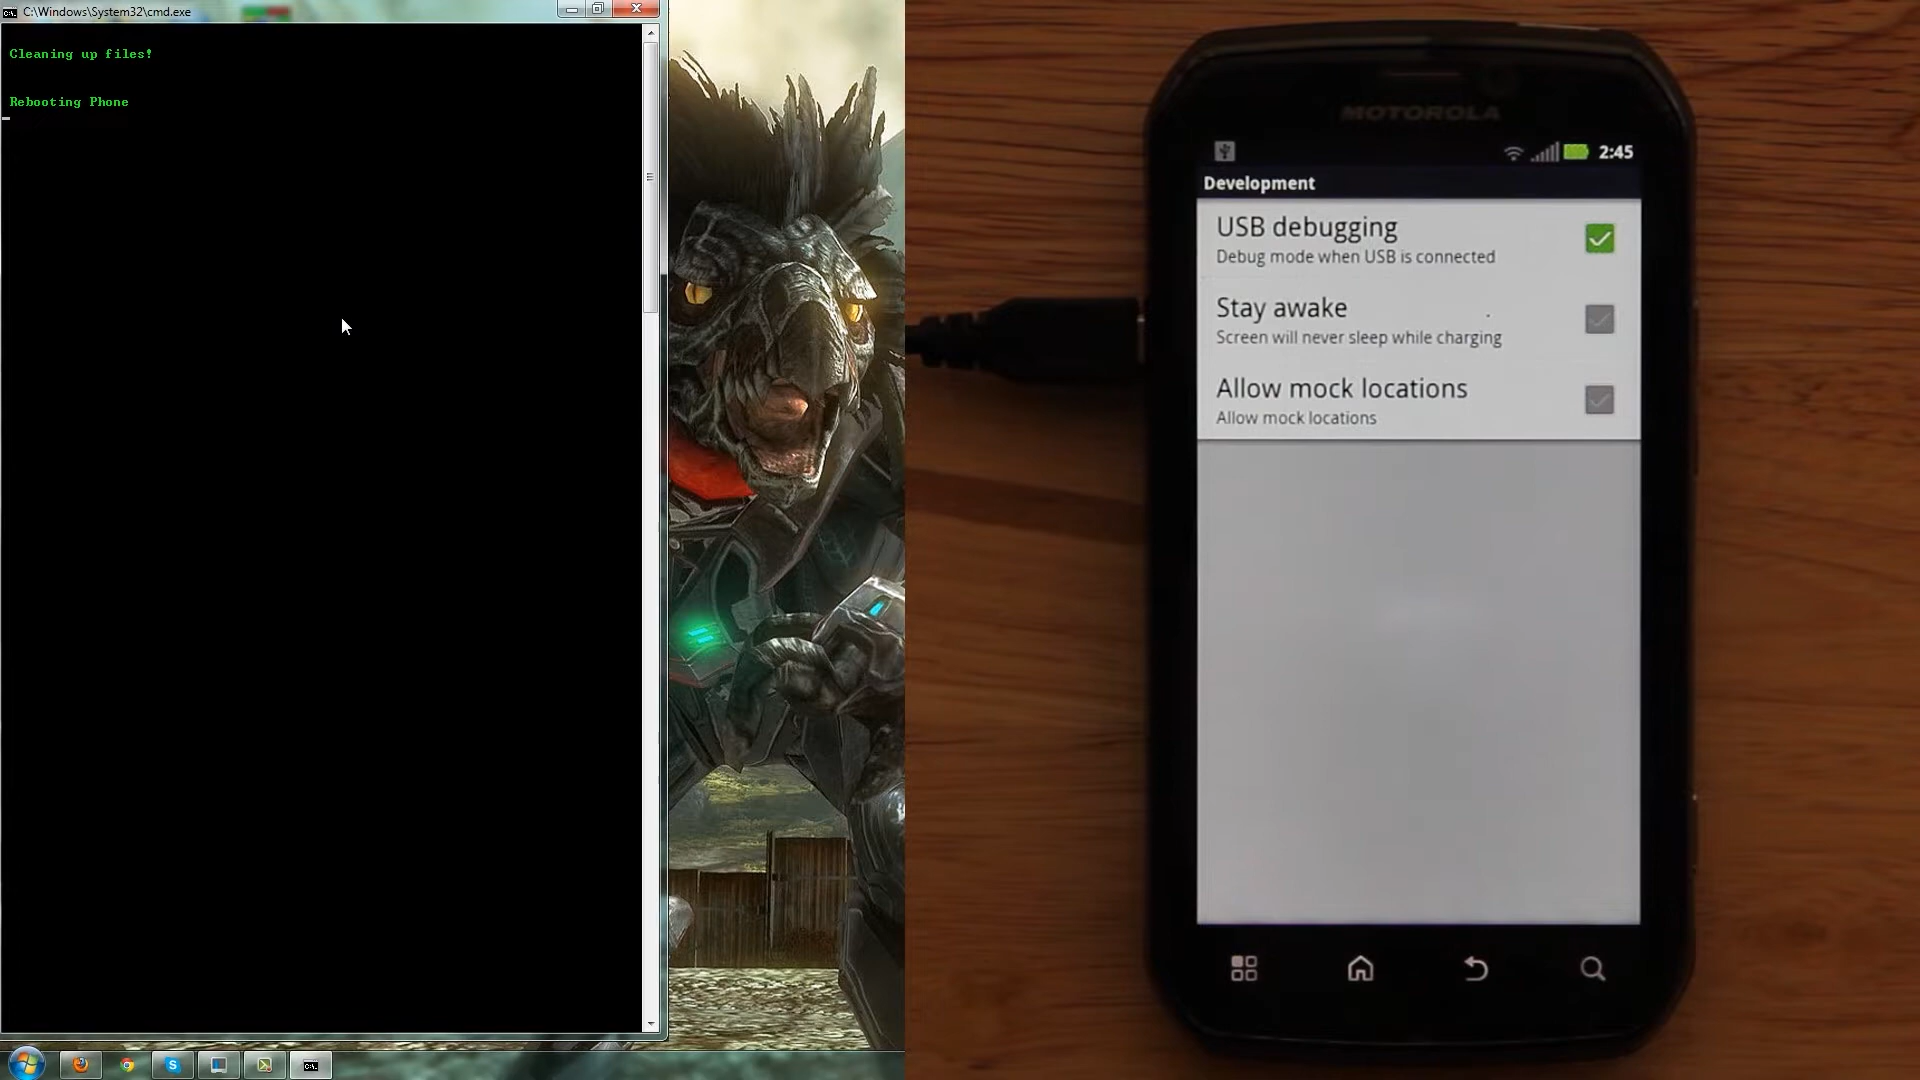 C:\Windows\System32\cmd.exe
Cleaning up files!
Rebooting Phone
MOTOROLA
2:45
Development
USB debugging
Debug mode when USB is connected
Stay awake
Screen will never sleep while charging
Allow mock locations
Allow mock locations